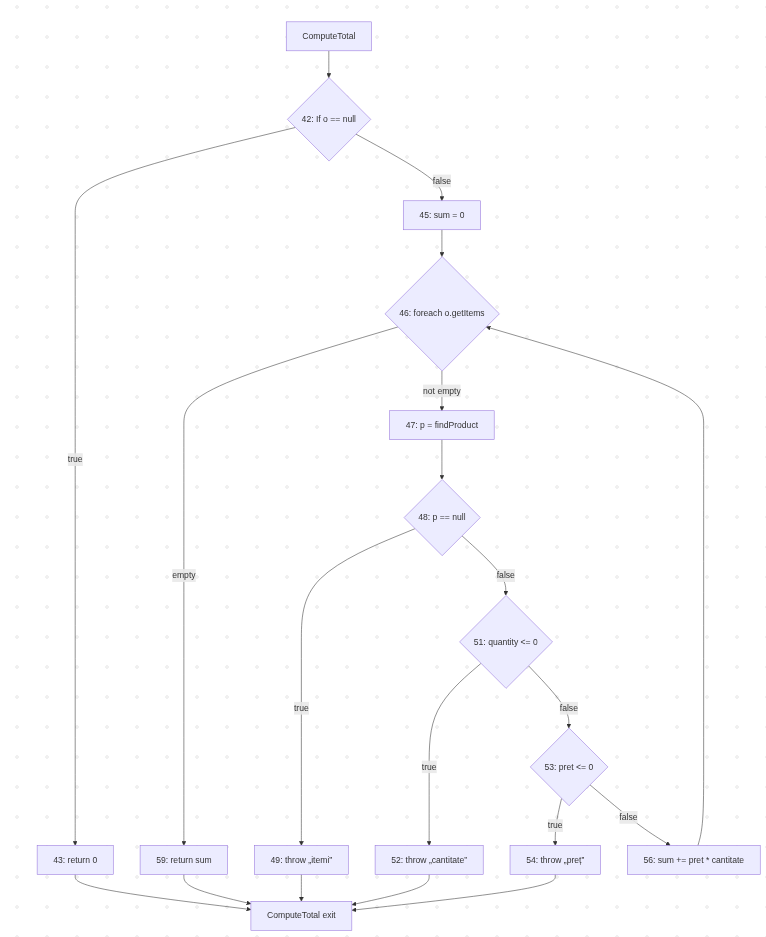 ComputeTotal
42: If o == null
false
45: sum = 0
46: foreach o.getItems
not empty
47: p = findProduct
true
48: p == null
empty
false
51: quantity <= 0
true
false
true
53: pret <= 0
true
false
43: return 0
59: return sum
49: throw „itemi”
52: throw „cantitate”
54: throw „preț”
56: sum += pret * cantitate
ComputeTotal exit